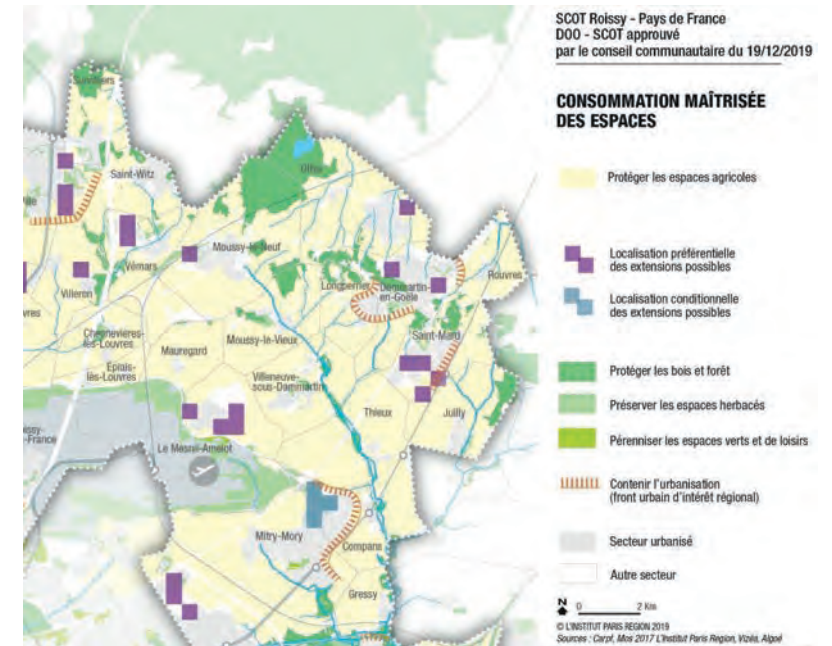 SCOT Roissy - Pays de France
DOO - SCOT approuvé
par le conseil communautaire du 19/12/2019
CONSOMMATION MAÎTRISÉE
DES ESPACES
Protéger les espaces agricoles
Localisation préférentielle
des extensions possibles
Localisation conditionnelle
des extensions possibles
Protéger les bois et forêt
Préserver les espaces herbacés
Pérenniser les espaces verts et de loisirs
Contenir l'urbanisation
(front urbain d'intérêt régional)
Secteur urbanisé
Autre secteur
N
0 2 Km
© L'INSTITUT PARIS REGION 2019
Sources : Carpf, Mos 2017 L'Institut Paris Region, Vizéa, Algoé
Survilliers
Saint-Witz
Othis
Moussy-le-Neuf
Vémars
Villeron
Longperrier
Dammartin-
en-Goële
Rouvres
Chennevières-
lès-Louvres
Moussy-le-Vieux
Saint-Mard
Mauregard
Epiais-
lès-Louvres
Villeneuve-
sous-Dammartin
Thieux
Juilly
Le Mesnil-Amelot
Mitry-Mory
Compans
Gressy